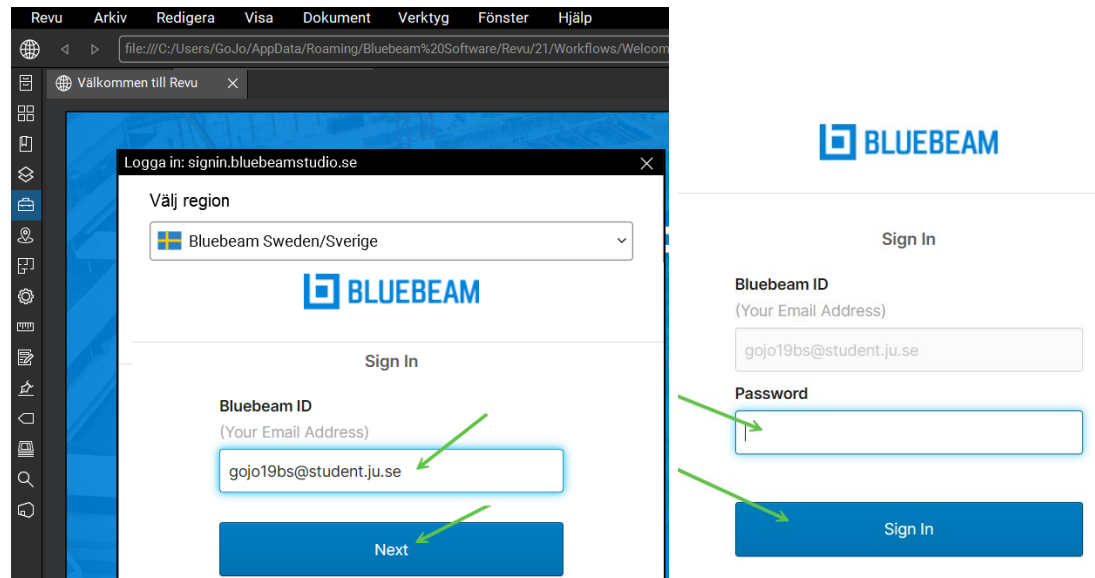 Revu Arkiv Redigera Visa Dokument Verktyg Fönster Hjälp
file:///C:/Users/GoJo/AppData/Roaming/Bluebeam%20Software/Revu/21/Workflows/Welcom
Välkommen till Revu
Logga in: signin.bluebeamstudio.se
Välj region
Bluebeam Sweden/Sverige
BLUEBEAM
Sign In
Bluebeam ID
(Your Email Address)
gojo19bs@student.ju.se
Next
BLUEBEAM
Sign In
Bluebeam ID
(Your Email Address)
gojo19bs@student.ju.se
Password
Sign In